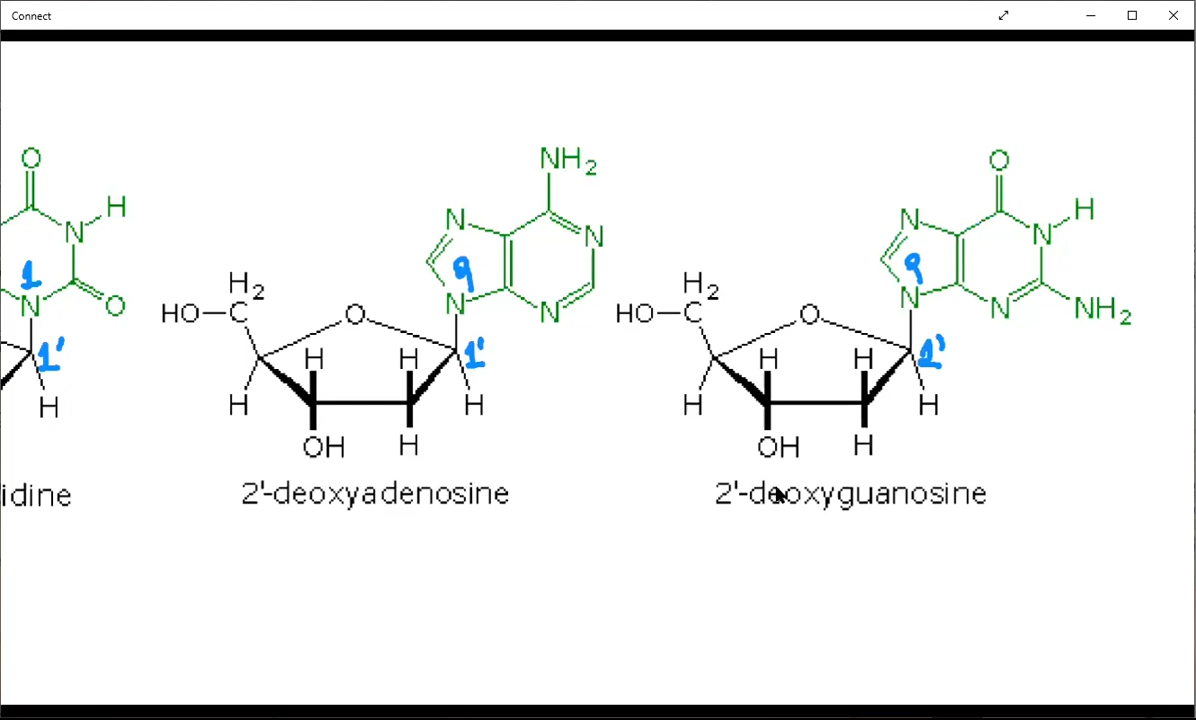 Connect
O
N H
1
N O
1'
H
idine
NH2
N N
9
N N
H2
HO C O
H H 1'
H H
OH H
2'-deoxyadenosine
O
N N H
9
N N NH2
H2
HO C O
H H 1'
H H
OH H
2'-deoxyguanosine